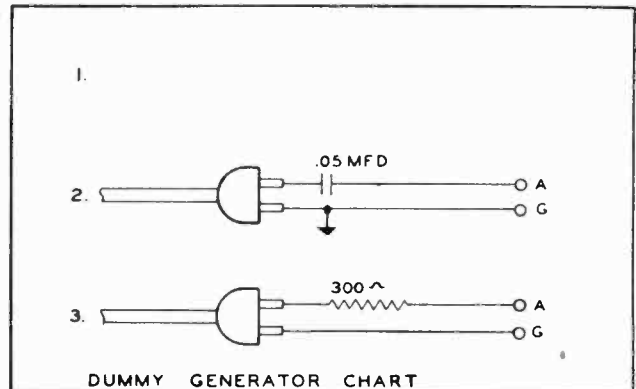 1.
.05 MFD
2.
A
G
300 ~
3.
A
G
DUMMY GENERATOR CHART